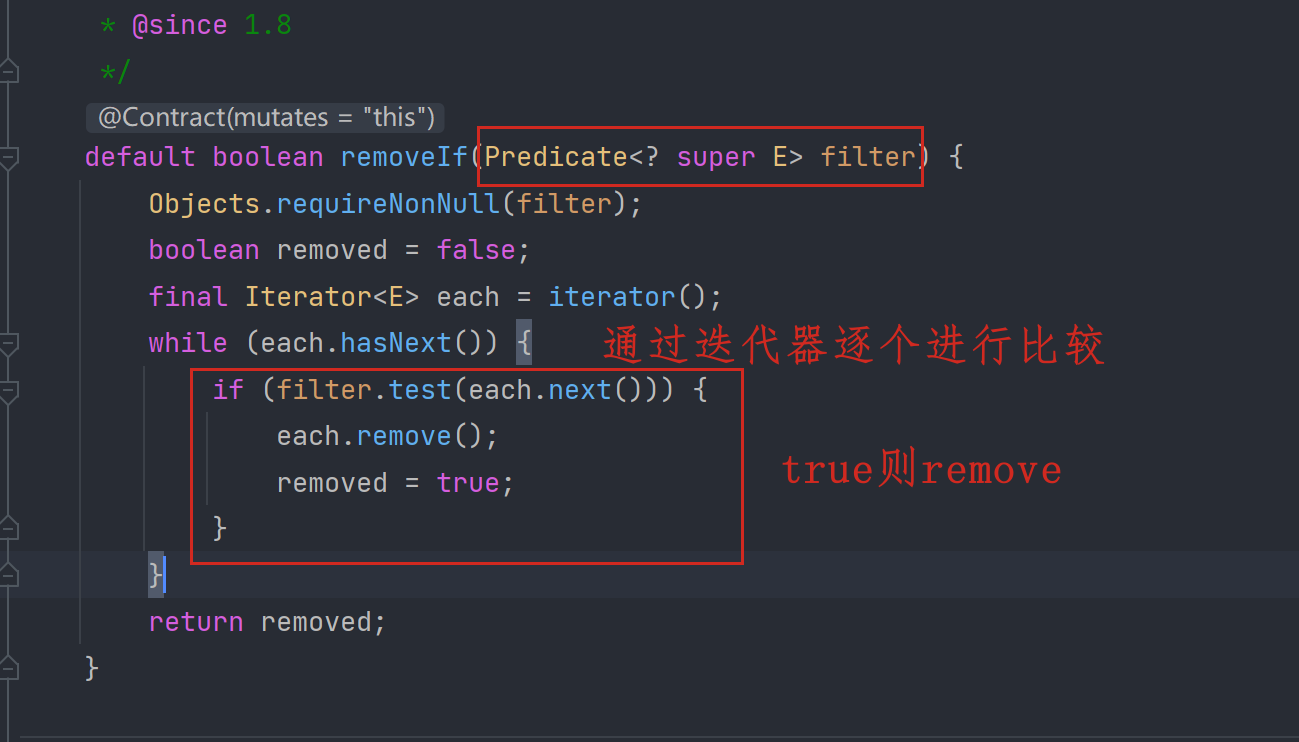 * @since 1.8
*/
@Contract(mutates = "this")
default boolean removeIf(Predicate<? super E> filter) {
Objects.requireNonNull(filter);
boolean removed = false;
final Iterator<E> each = iterator();
while (each.hasNext()) {
通过迭代器逐个进行比较
if (filter.test(each.next())) {
each.remove();
true则remove
removed = true;
}
}
return removed;
}